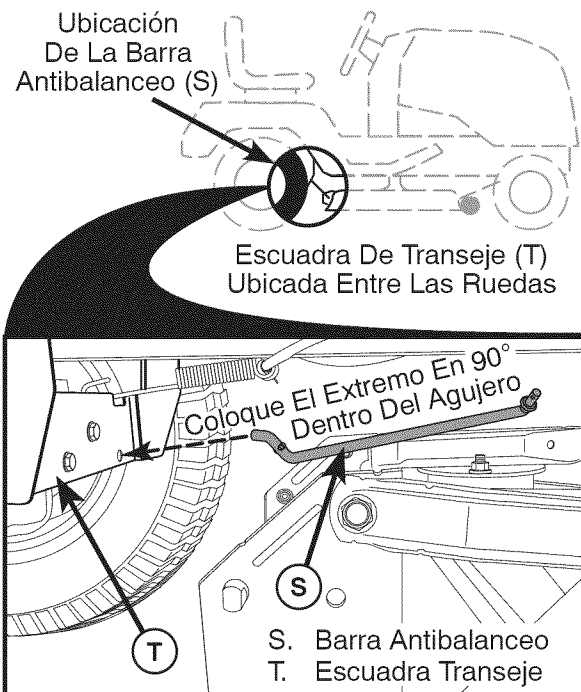 Ubicación
De La Barra
Antibalanceo (S)
Escuadra De Transeje (T)
Ubicada Entre Las Ruedas
Coloque El Extremo En 90°
Dentro Del Agujero
S
T
S. Barra Antibalanceo
T. Escuadra Transeje